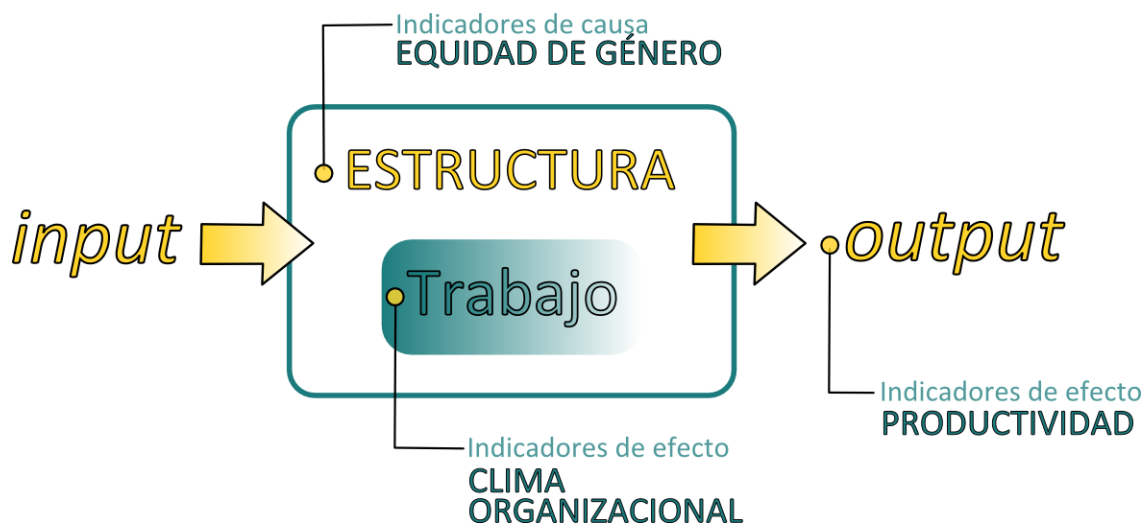 Indicadores de causa
EQUIDAD DE GÉNERO
ESTRUCTURA
input
output
Trabajo
Indicadores de efecto
PRODUCTIVIDAD
Indicadores de efecto
CLIMA
ORGANIZACIONAL